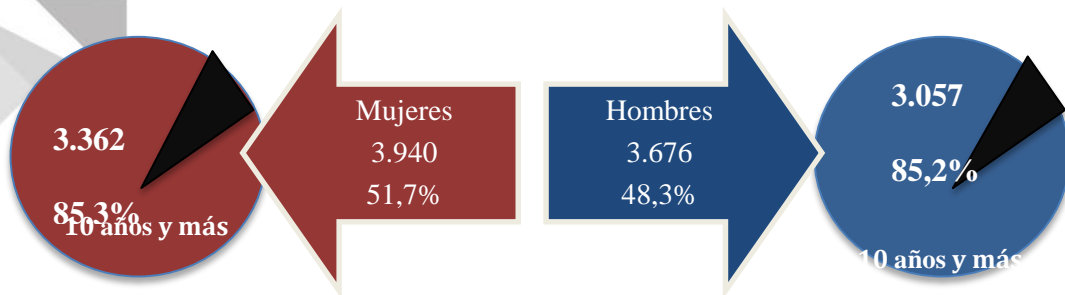 3.362
85,3%
10 años y más
Mujeres
3.940
51,7%
Hombres
3.676
48,3%
3.057
85,2%
10 años y más